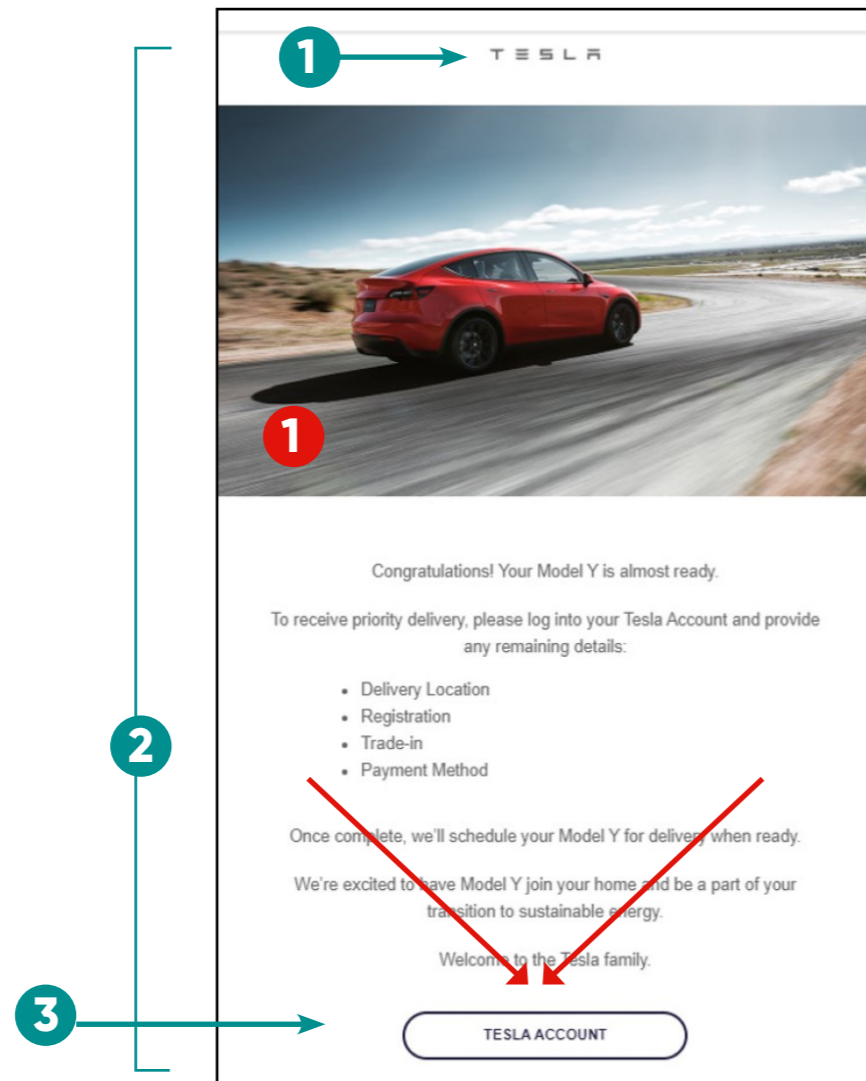 1
TESLA
1
Congratulations! Your Model Y is almost ready.
To receive priority delivery, please log into your Tesla Account and provide
any remaining details:
• Delivery Location
• Registration
• Trade-in
• Payment Method
2
Once complete, we'll schedule your Model Y for delivery when ready.
We're excited to have Model Y join your home and be a part of your
transition to sustainable energy.
Welcome to the Tesla family.
3
TESLA ACCOUNT